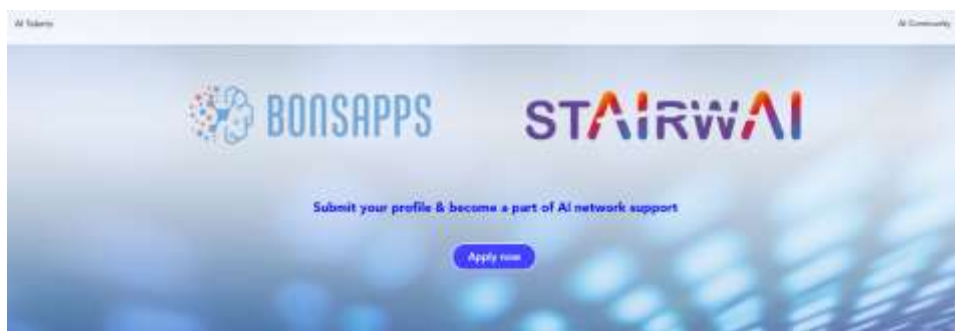 AI Talents
AI Community
BONSAPPS
STAIRWAI
Submit your profile & become a part of AI network support
Apply now